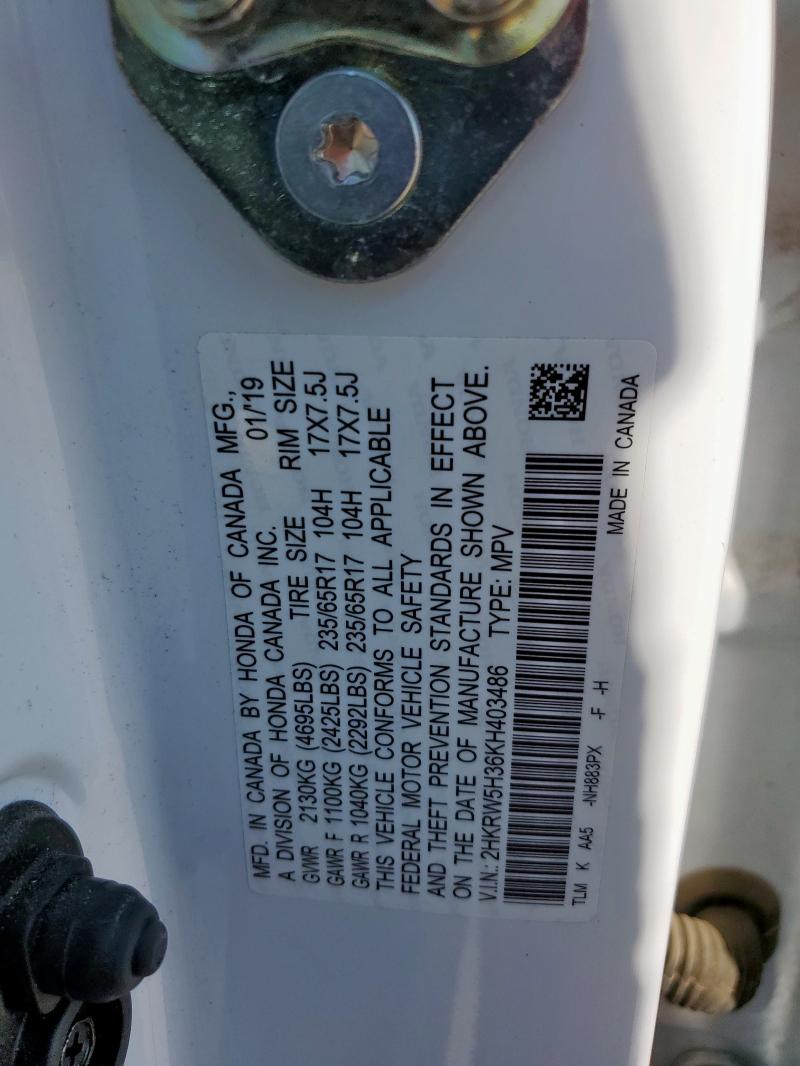 MFD. IN CANADA BY HONDA OF CANADA MFG.,
A DIVISION OF HONDA CANADA INC. 01/'19
GVWR 2130KG (4695LBS) TIRE SIZE RIM SIZE
GAWR F 1100KG (2425LBS) 235/65R17 104H 17X7.5J
GAWR R 1040KG (2292LBS) 235/65R17 104H 17X7.5J
THIS VEHICLE CONFORMS TO ALL APPLICABLE
FEDERAL MOTOR VEHICLE SAFETY
AND THEFT PREVENTION STANDARDS IN EFFECT
ON THE DATE OF MANUFACTURE SHOWN ABOVE.
V.I.N.: 2HKRW5H36KH403486 TYPE: MPV
TLM K AA5 -NH883PX -F -H
MADE IN CANADA